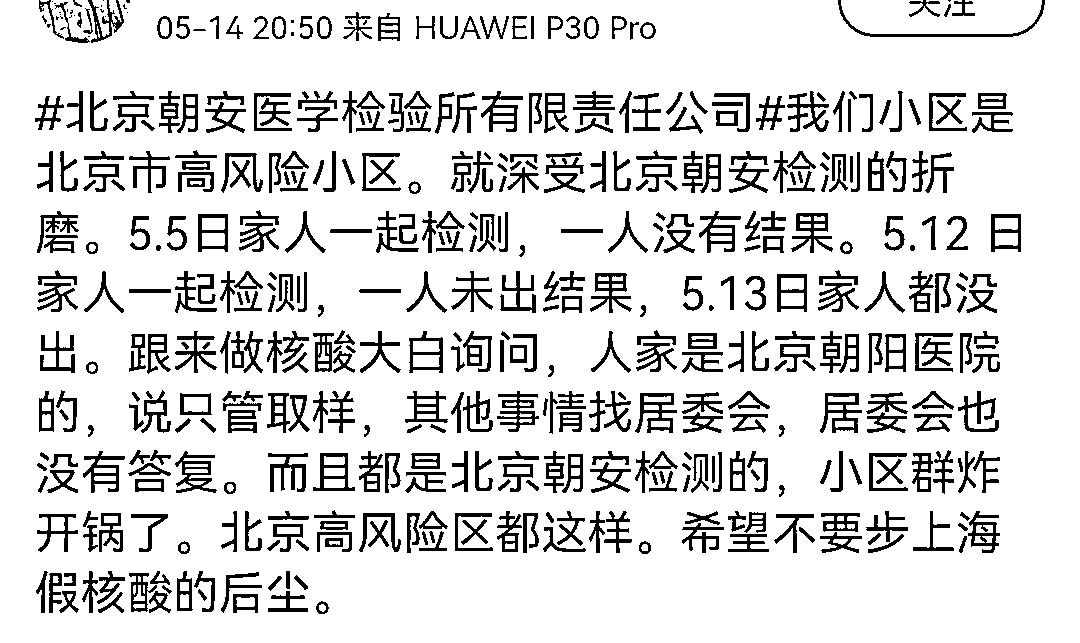 关注
05-14 20:50 来自 HUAWEI P30 Pro
#北京朝安医学检验所有限责任公司#我们小区是
北京市高风险小区。就深受北京朝安检测的折
磨。5.5日家人一起检测，一人没有结果。5.12 日
家人一起检测，一人未出结果，5.13日家人都没
出。跟来做核酸大白询问，人家是北京朝阳医院
的，说只管取样，其他事情找居委会，居委会也
没有答复。而且都是北京朝安检测的，小区群炸
开锅了。北京高风险区都这样。希望不要步上海
假核酸的后尘。